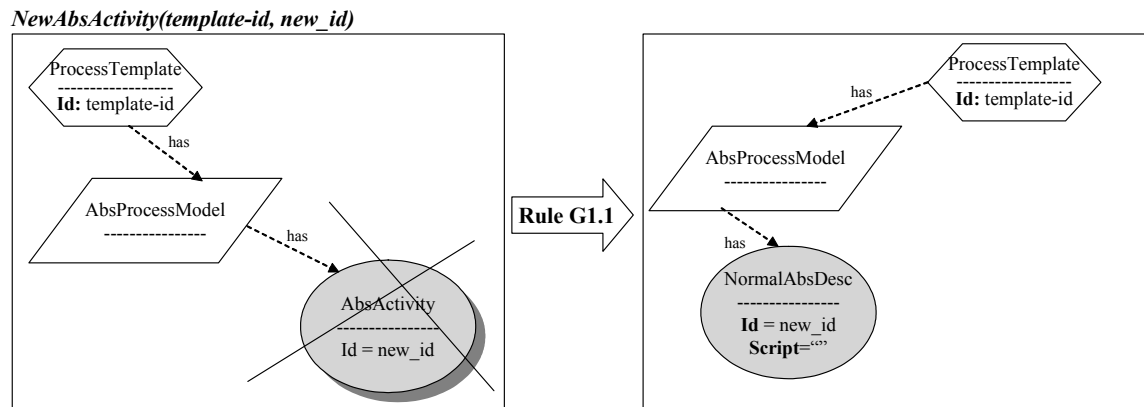 NewAbsActivity(template-id, new_id)
ProcessTemplate
-------------------
Id: template-id
has
AbsProcessModel
-----------------
has
AbsActivity
-----------------
Id = new_id
Rule G1.1
ProcessTemplate
-------------------
Id: template-id
has
AbsProcessModel
-----------------
has
NormalAbsDesc
-----------------
Id = new_id
Script=“”